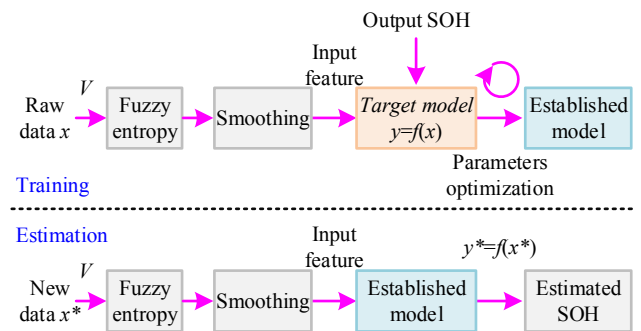 Output SOH
Input
feature
V
Raw
data x
Fuzzy
entropy
Smoothing
Target model
y=f(x)
Established
model
Parameters
optimization
Training
Estimation
Input
feature
y*=f(x*)
V
New
data x*
Fuzzy
entropy
Smoothing
Established
model
Estimated
SOH